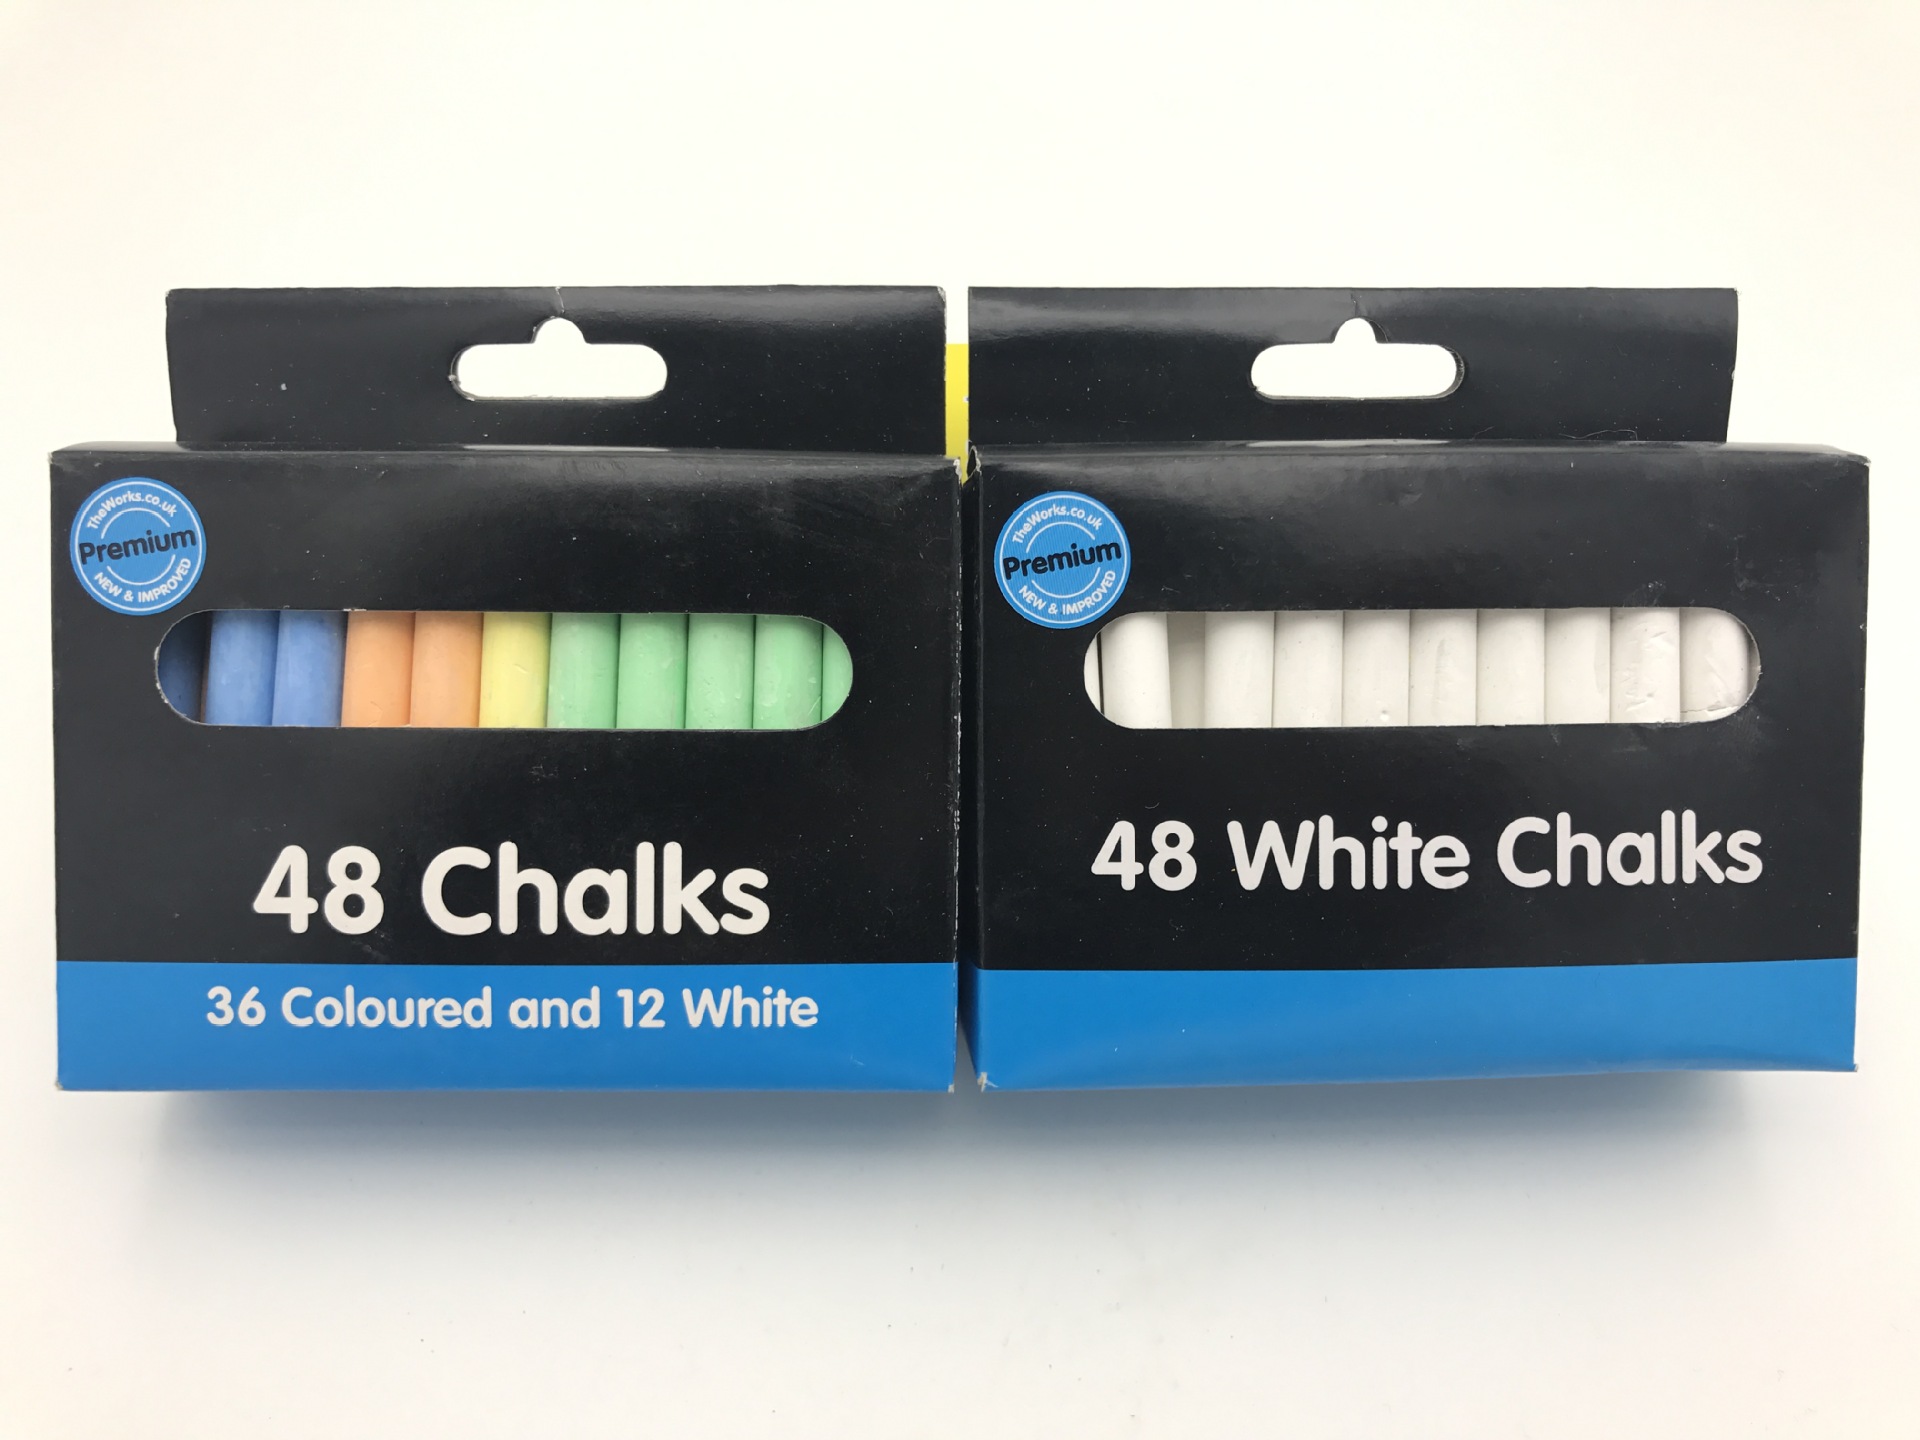 TheWorks.co.uk
Premium
NEW & IMPROVED
48 Chalks
36 Coloured and 12 White
TheWorks.co.uk
Premium
NEW & IMPROVED
48 White Chalks